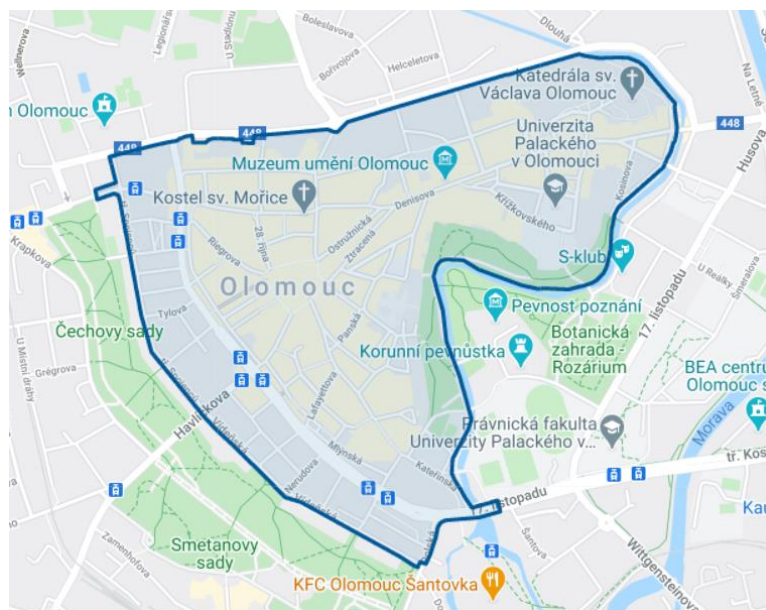 Wellnerova
Legionářsk
U Stadionu
Boleslavova
Bořivojova
Helceletova
Dlouhá
Na Letné
Olomouc
448
448
448
Husova
Katedrála sv.
Václava Olomouc
Univerzita
Palackého
v Olomouci
Muzeum umění Olomouc
Kostel sv. Mořice
Denisova
Křížkovského
Kosinova
Krapkova
28. října
Ostružnická
Ztracená
Riegrova
S-klub
U Reálky
Šmeralova
17. listopadu
Olomouc
Pevnost poznání
Botanická
zahrada -
Rozárium
Korunní pevnůstka
Tylova
Panská
Čechovy sady
U Místní dráhy
Grégrova
Havlíčkova
Vídeňská
Lafayettova
BEA centru
Olomouc s
Morava
Právnická fakulta
Univerzity Palackého v...
Mlýnská
Kateřinská
Nerudova
Vídeňská
tř. Kos
17. listopadu
Kau
Šantova
Wittgensteinova
Zamenhofova
Smetanovy
sady
KFC Olomouc Šantovka